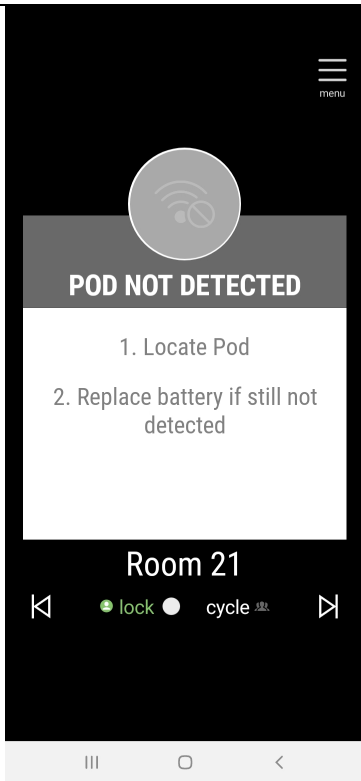 menu
POD NOT DETECTED
1. Locate Pod
2. Replace battery if still not
detected
Room 21
lock cycle